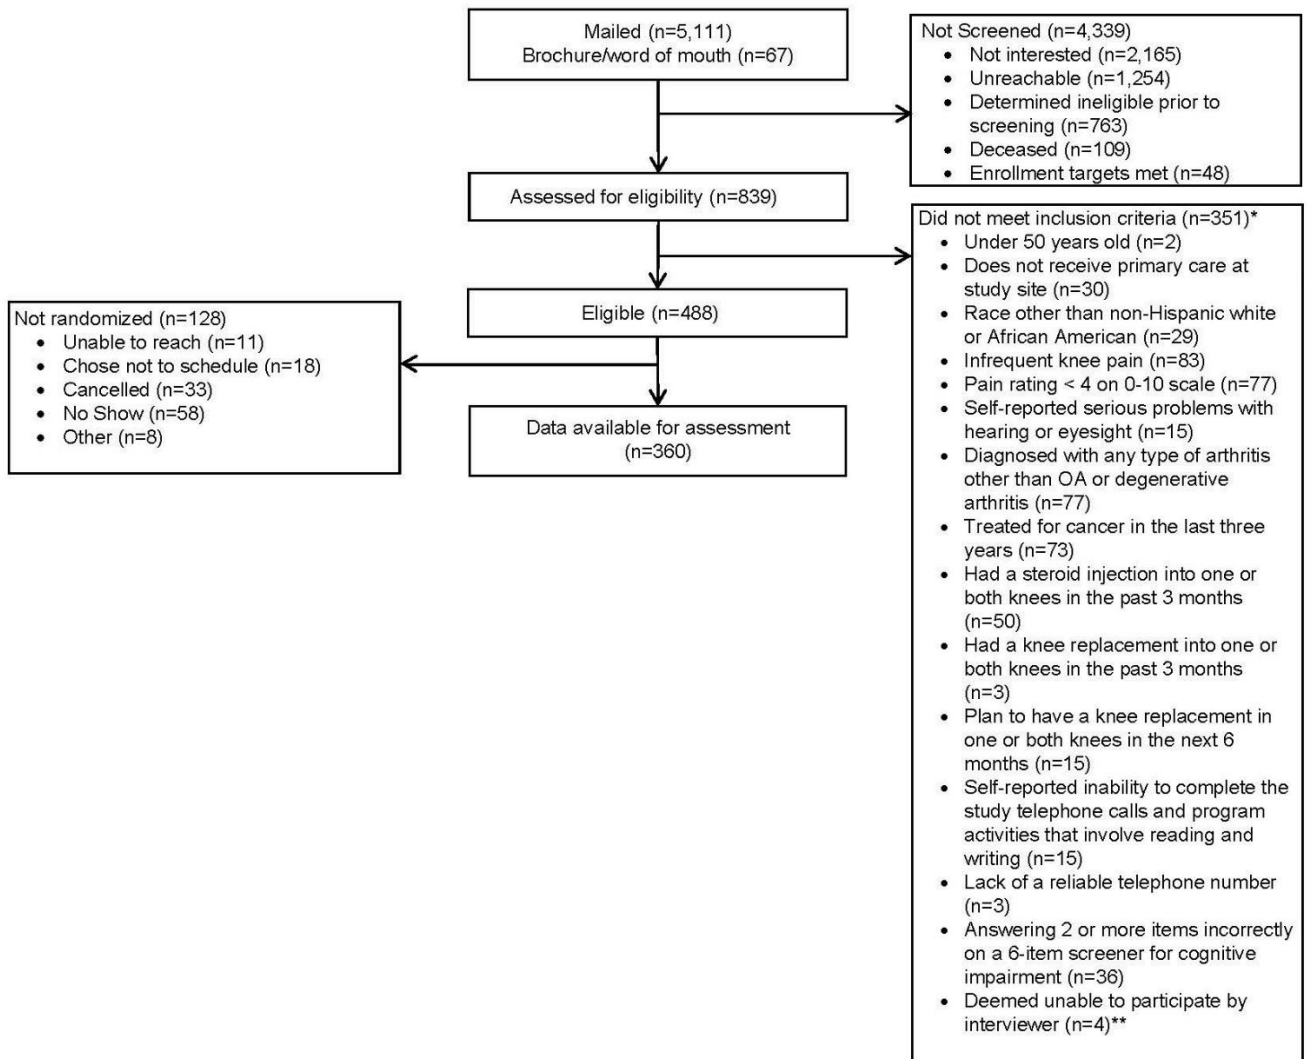 Mailed (n=5,111)
Brochure/word of mouth (n=67)
Not Screened (n=4,339)
• Not interested (n=2,165)
• Unreachable (n=1,254)
• Determined ineligible prior to
screening (n=763)
• Deceased (n=109)
• Enrollment targets met (n=48)
Assessed for eligibility (n=839)
Did not meet inclusion criteria (n=351)*
• Under 50 years old (n=2)
• Does not receive primary care at
study site (n=30)
• Race other than non-Hispanic white
or African American (n=29)
• Infrequent knee pain (n=83)
• Pain rating < 4 on 0-10 scale (n=77)
• Self-reported serious problems with
hearing or eyesight (n=15)
• Diagnosed with any type of arthritis
other than OA or degenerative
arthritis (n=77)
• Treated for cancer in the last three
years (n=73)
• Had a steroid injection into one or
both knees in the past 3 months
(n=50)
• Had a knee replacement into one or
both knees in the past 3 months
(n=3)
• Plan to have a knee replacement in
one or both knees in the next 6
months (n=15)
• Self-reported inability to complete the
study telephone calls and program
activities that involve reading and
writing (n=15)
• Lack of a reliable telephone number
(n=3)
• Answering 2 or more items incorrectly
on a 6-item screener for cognitive
impairment (n=36)
• Deemed unable to participate by
interviewer (n=4)**
Eligible (n=488)
Not randomized (n=128)
• Unable to reach (n=11)
• Chose not to schedule (n=18)
• Cancelled (n=33)
• No Show (n=58)
• Other (n=8)
Data available for assessment
(n=360)